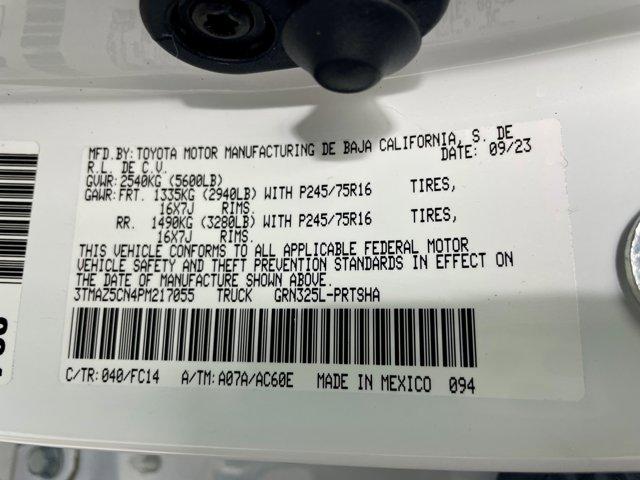 MFD.BY:TOYOTA MOTOR MANUFACTURING DE BAJA CALIFORNIA, S. DE
R.L. DE C.V. DATE: 09/23
GVWR:2540KG (5600LB)
GAWR:FRT. 1335KG (2940LB) WITH P245/75R16 TIRES,
16X7J RIMS.
RR. 1490KG (3280LB) WITH P245/75R16 TIRES,
16X7J RIMS.
THIS VEHICLE CONFORMS TO ALL APPLICABLE FEDERAL MOTOR
VEHICLE SAFETY AND THEFT PREVENTION STANDARDS IN EFFECT ON
THE DATE OF MANUFACTURE SHOWN ABOVE.
3TMAZ5CN4PM217055 TRUCK GRN325L-PRTSHA
C/TR:040/FC14 A/TM:A07A/AC60E MADE IN MEXICO 094